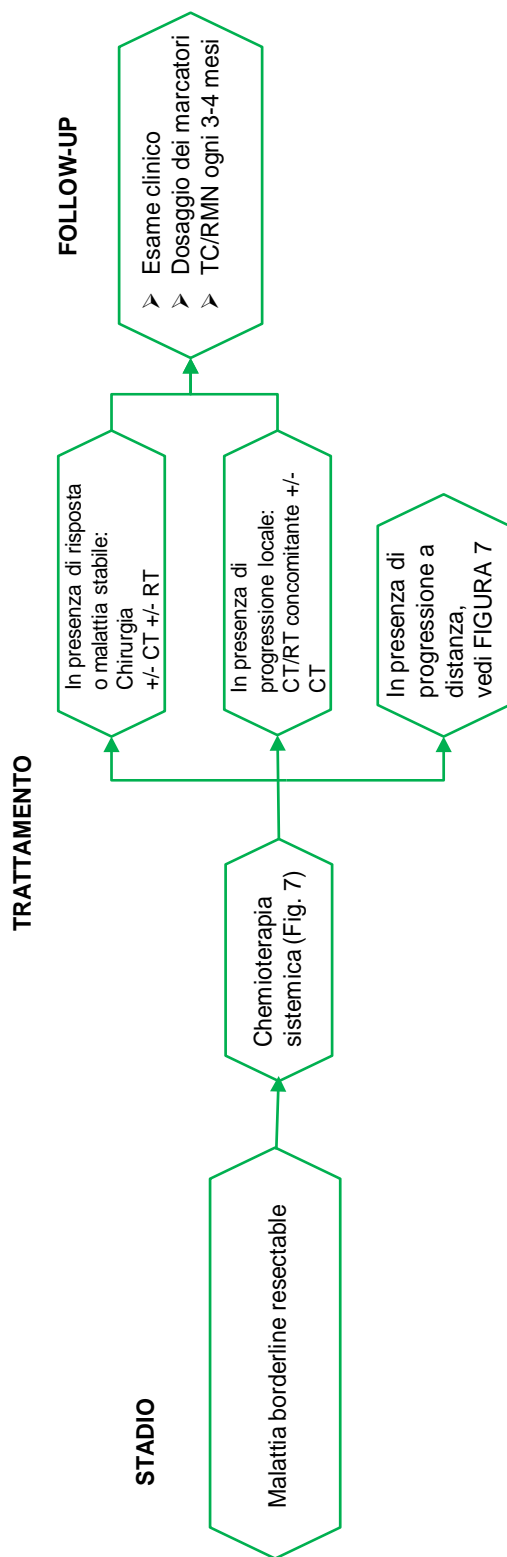 STADIO
TRATTAMENTO
FOLLOW-UP
Malattia borderline resectable
Chemioterapia
sistemica (Fig. 7)
In presenza di risposta
o malattia stabile:
Chirurgia
+/- CT +/- RT
In presenza di
progressione locale:
CT/RT concomitante +/-
CT
In presenza di
progressione a
distanza,
vedi FIGURA 7
➢ Esame clinico
➢ Dosaggio dei marcatori
➢ TC/RMN ogni 3-4 mesi